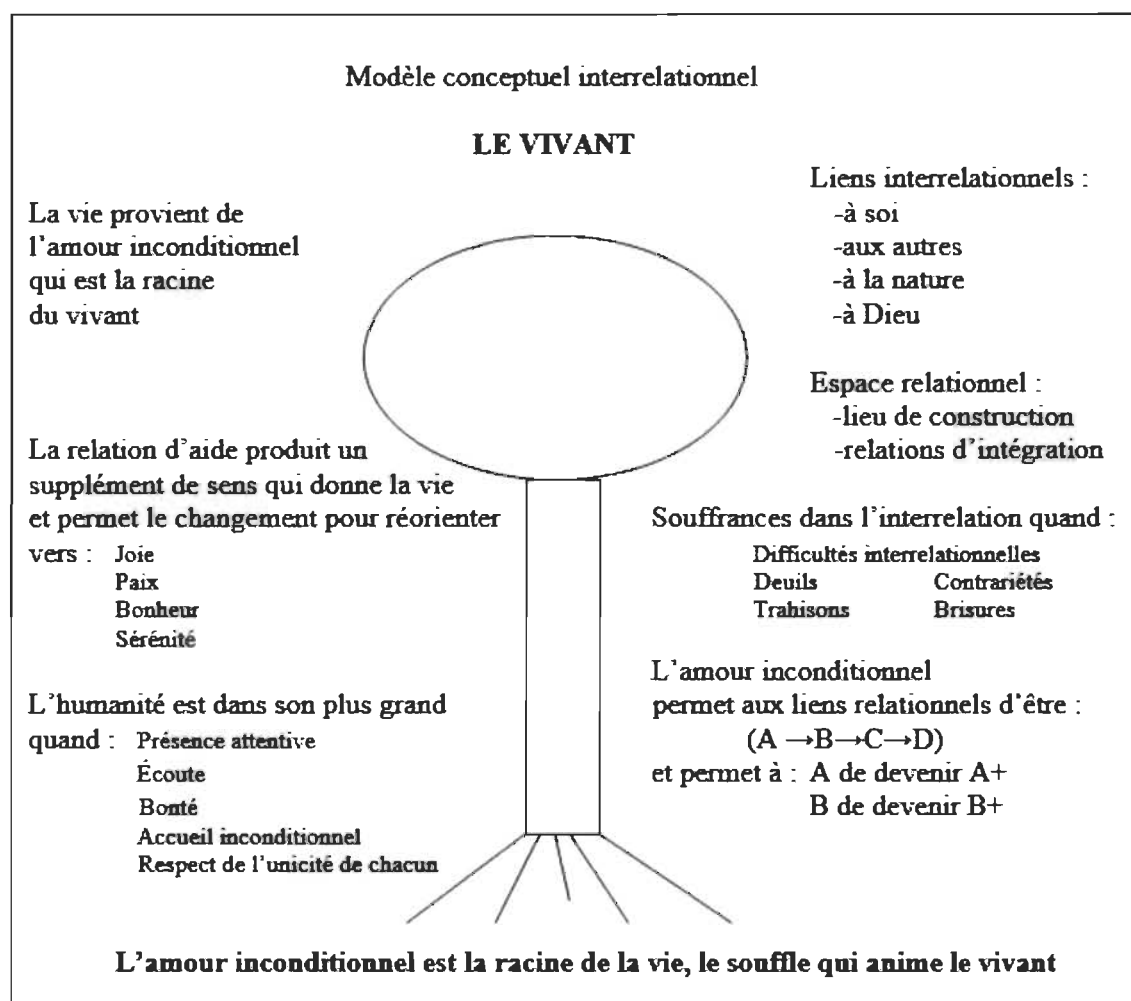 Modèle conceptuel interrelationnel
LE VIVANT
La vie provient de
l'amour inconditionnel
qui est la racine
du vivant
La relation d'aide produit un
supplément de sens qui donne la vie
et permet le changement pour réorienter
vers : Joie
Paix
Bonheur
Sérénité
L'humanité est dans son plus grand
quand : Présence attentive
Écoute
Bonté
Accueil inconditionnel
Respect de l'unicité de chacun
Liens interrelationnels :
-à soi
-aux autres
-à la nature
-à Dieu
Espace relationnel :
-lieu de construction
-relations d'intégration
Souffrances dans l'interrelation quand :
Difficultés interrelationnelles
Deuils Contrariétés
Trahisons Brisures
L'amour inconditionnel
permet aux liens relationnels d'être :
(A →B→C→D)
et permet à : A de devenir A+
B de devenir B+
L'amour inconditionnel est la racine de la vie, le souffle qui anime le vivant